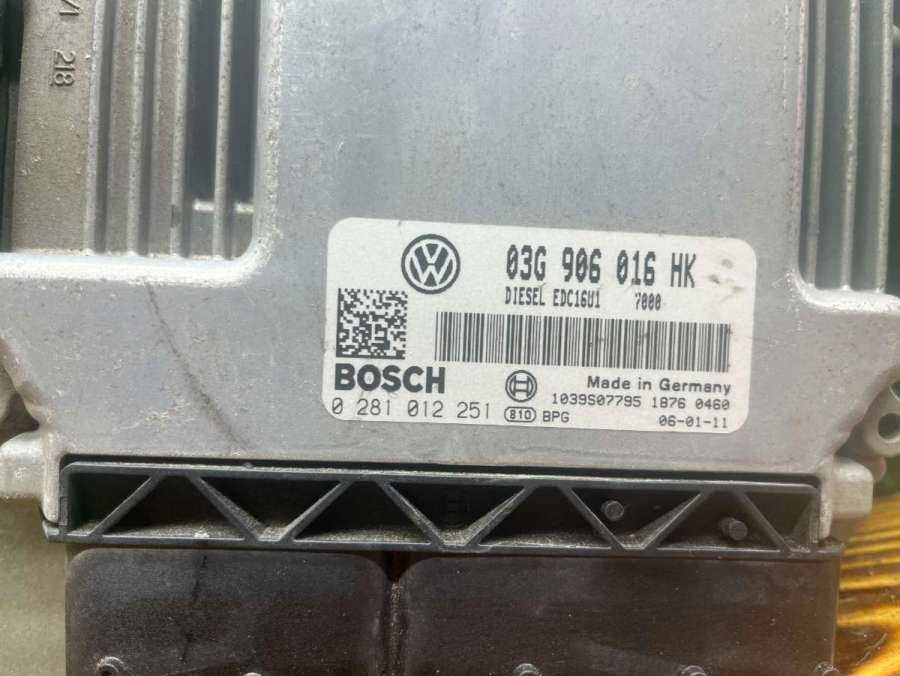 218
03G 906 016 HK
DIESEL EDC16U1 7000
BOSCH
Made in Germany
1039S07795 1876 0460
0 281 012 251 810 BPG
06-01-11